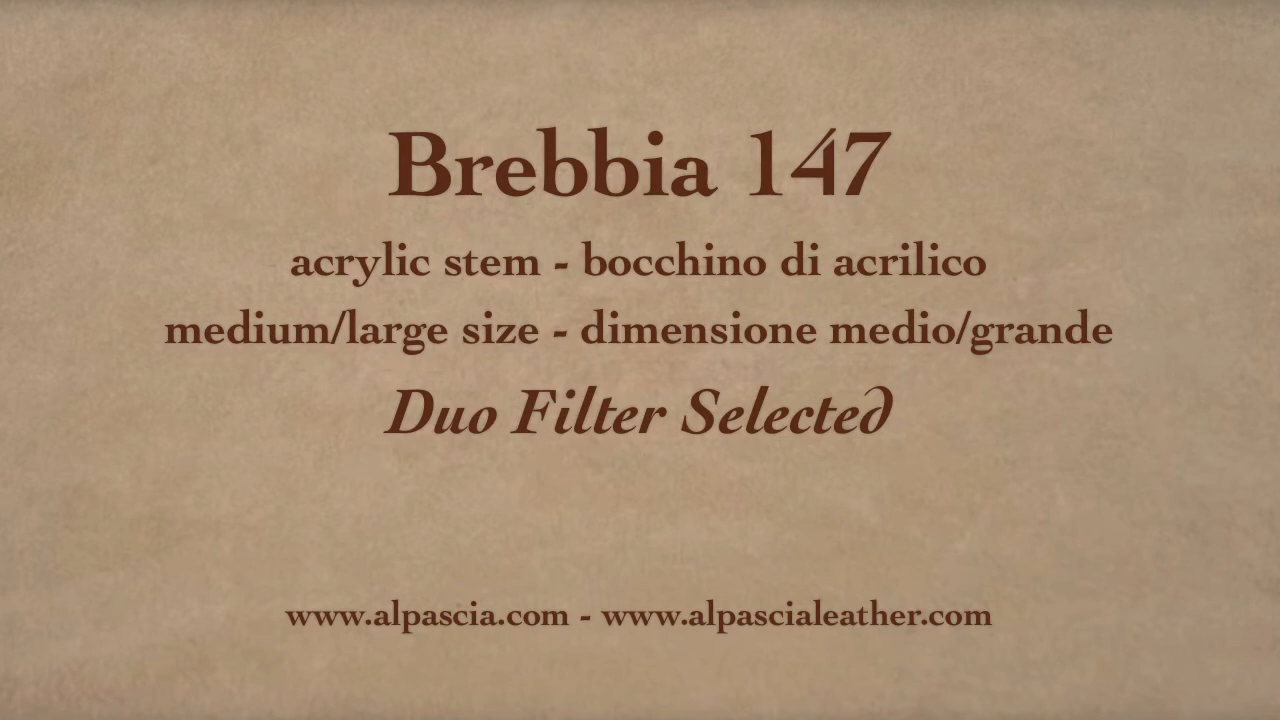 Brebbia 147
acrylic stem - bocchino di acrilico
medium/large size - dimensione medio/grande
Duo Filter Selected
www.alpascia.com - www.alpascialeather.com